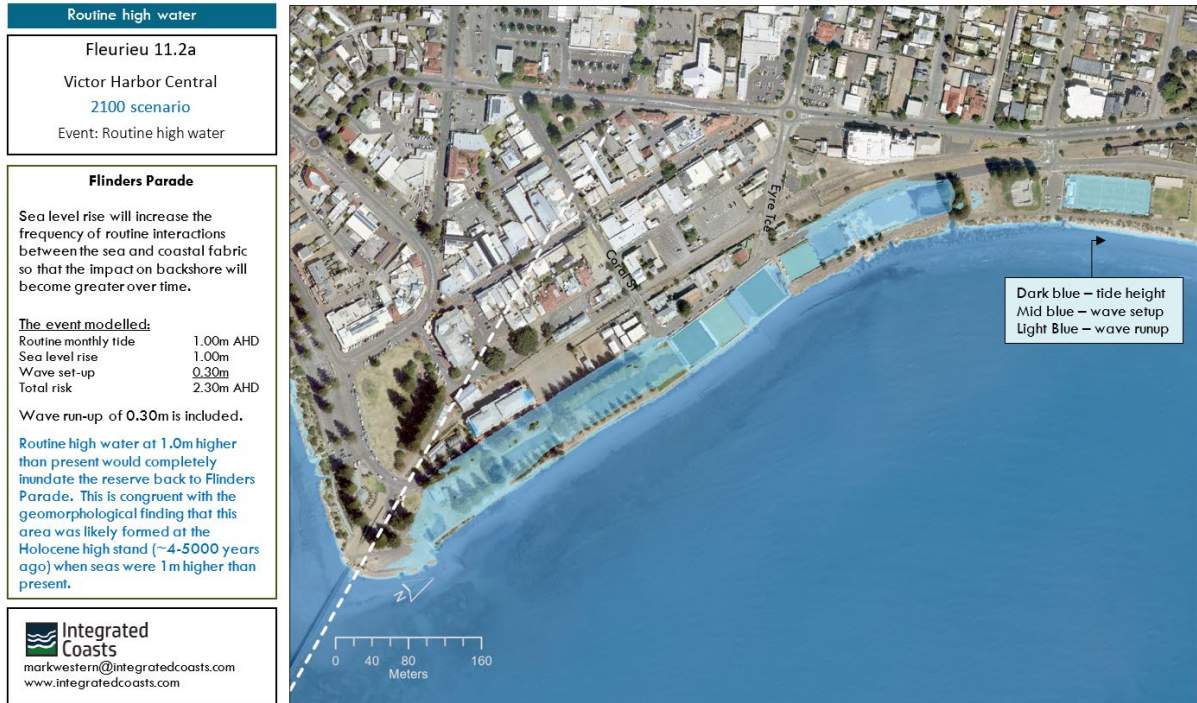 Routine high water
Fleurieu 11.2a
Victor Harbor Central
2100 scenario
Event: Routine high water
Flinders Parade
Sea level rise will increase the
frequency of routine interactions
between the sea and coastal fabric
so that the impact on backshore will
become greater over time.
The event modelled:
Routine monthly tide 1.00m AHD
Sea level rise 1.00m
Wave set-up 0.30m
Total risk 2.30m AHD
Wave run-up of 0.30m is included.
Routine high water at 1.0m higher
than present would completely
inundate the reserve back to Flinders
Parade. This is congruent with the
geomorphological finding that this
area was likely formed at the
Holocene high stand (~4-5000 years
ago) when seas were 1m higher than
present.
Integrated
Coasts
markwestern@integratedcoasts.com
www.integratedcoasts.com
Eyre Tce
Coral St
Dark blue – tide height
Mid blue – wave setup
Light Blue – wave runup
N
0 40 80 160
Meters